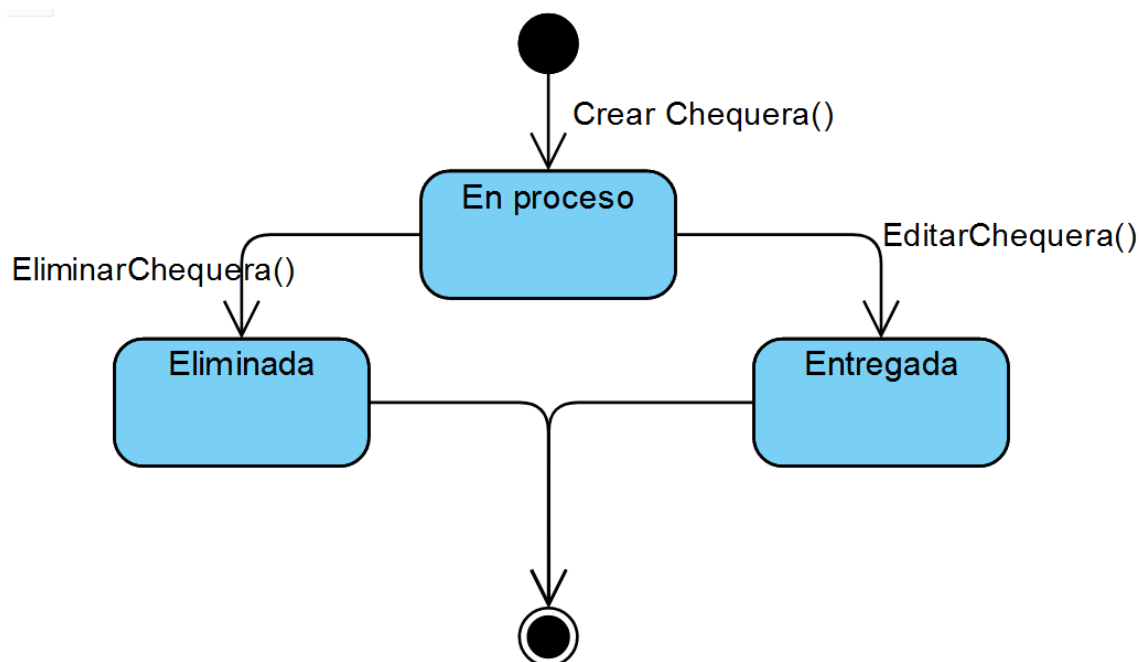 Crear Chequera()
En proceso
EditarChequera()
EliminarChequera()
Eliminada
Entregada